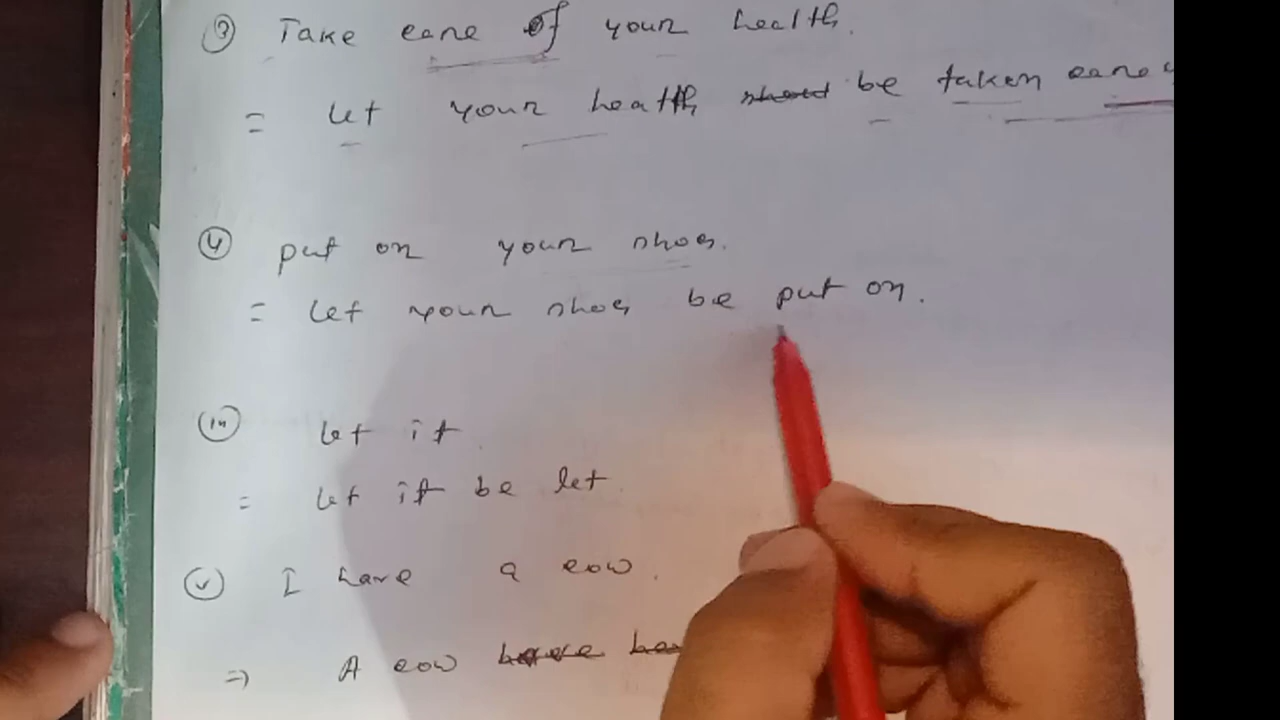 ③ Take care of your health.
= Let your health should be taken care
④ put on your shoes.
= Let your shoes be put on.
Let it
= Let it be let
ⓥ I have a cow.
⇒ A cow